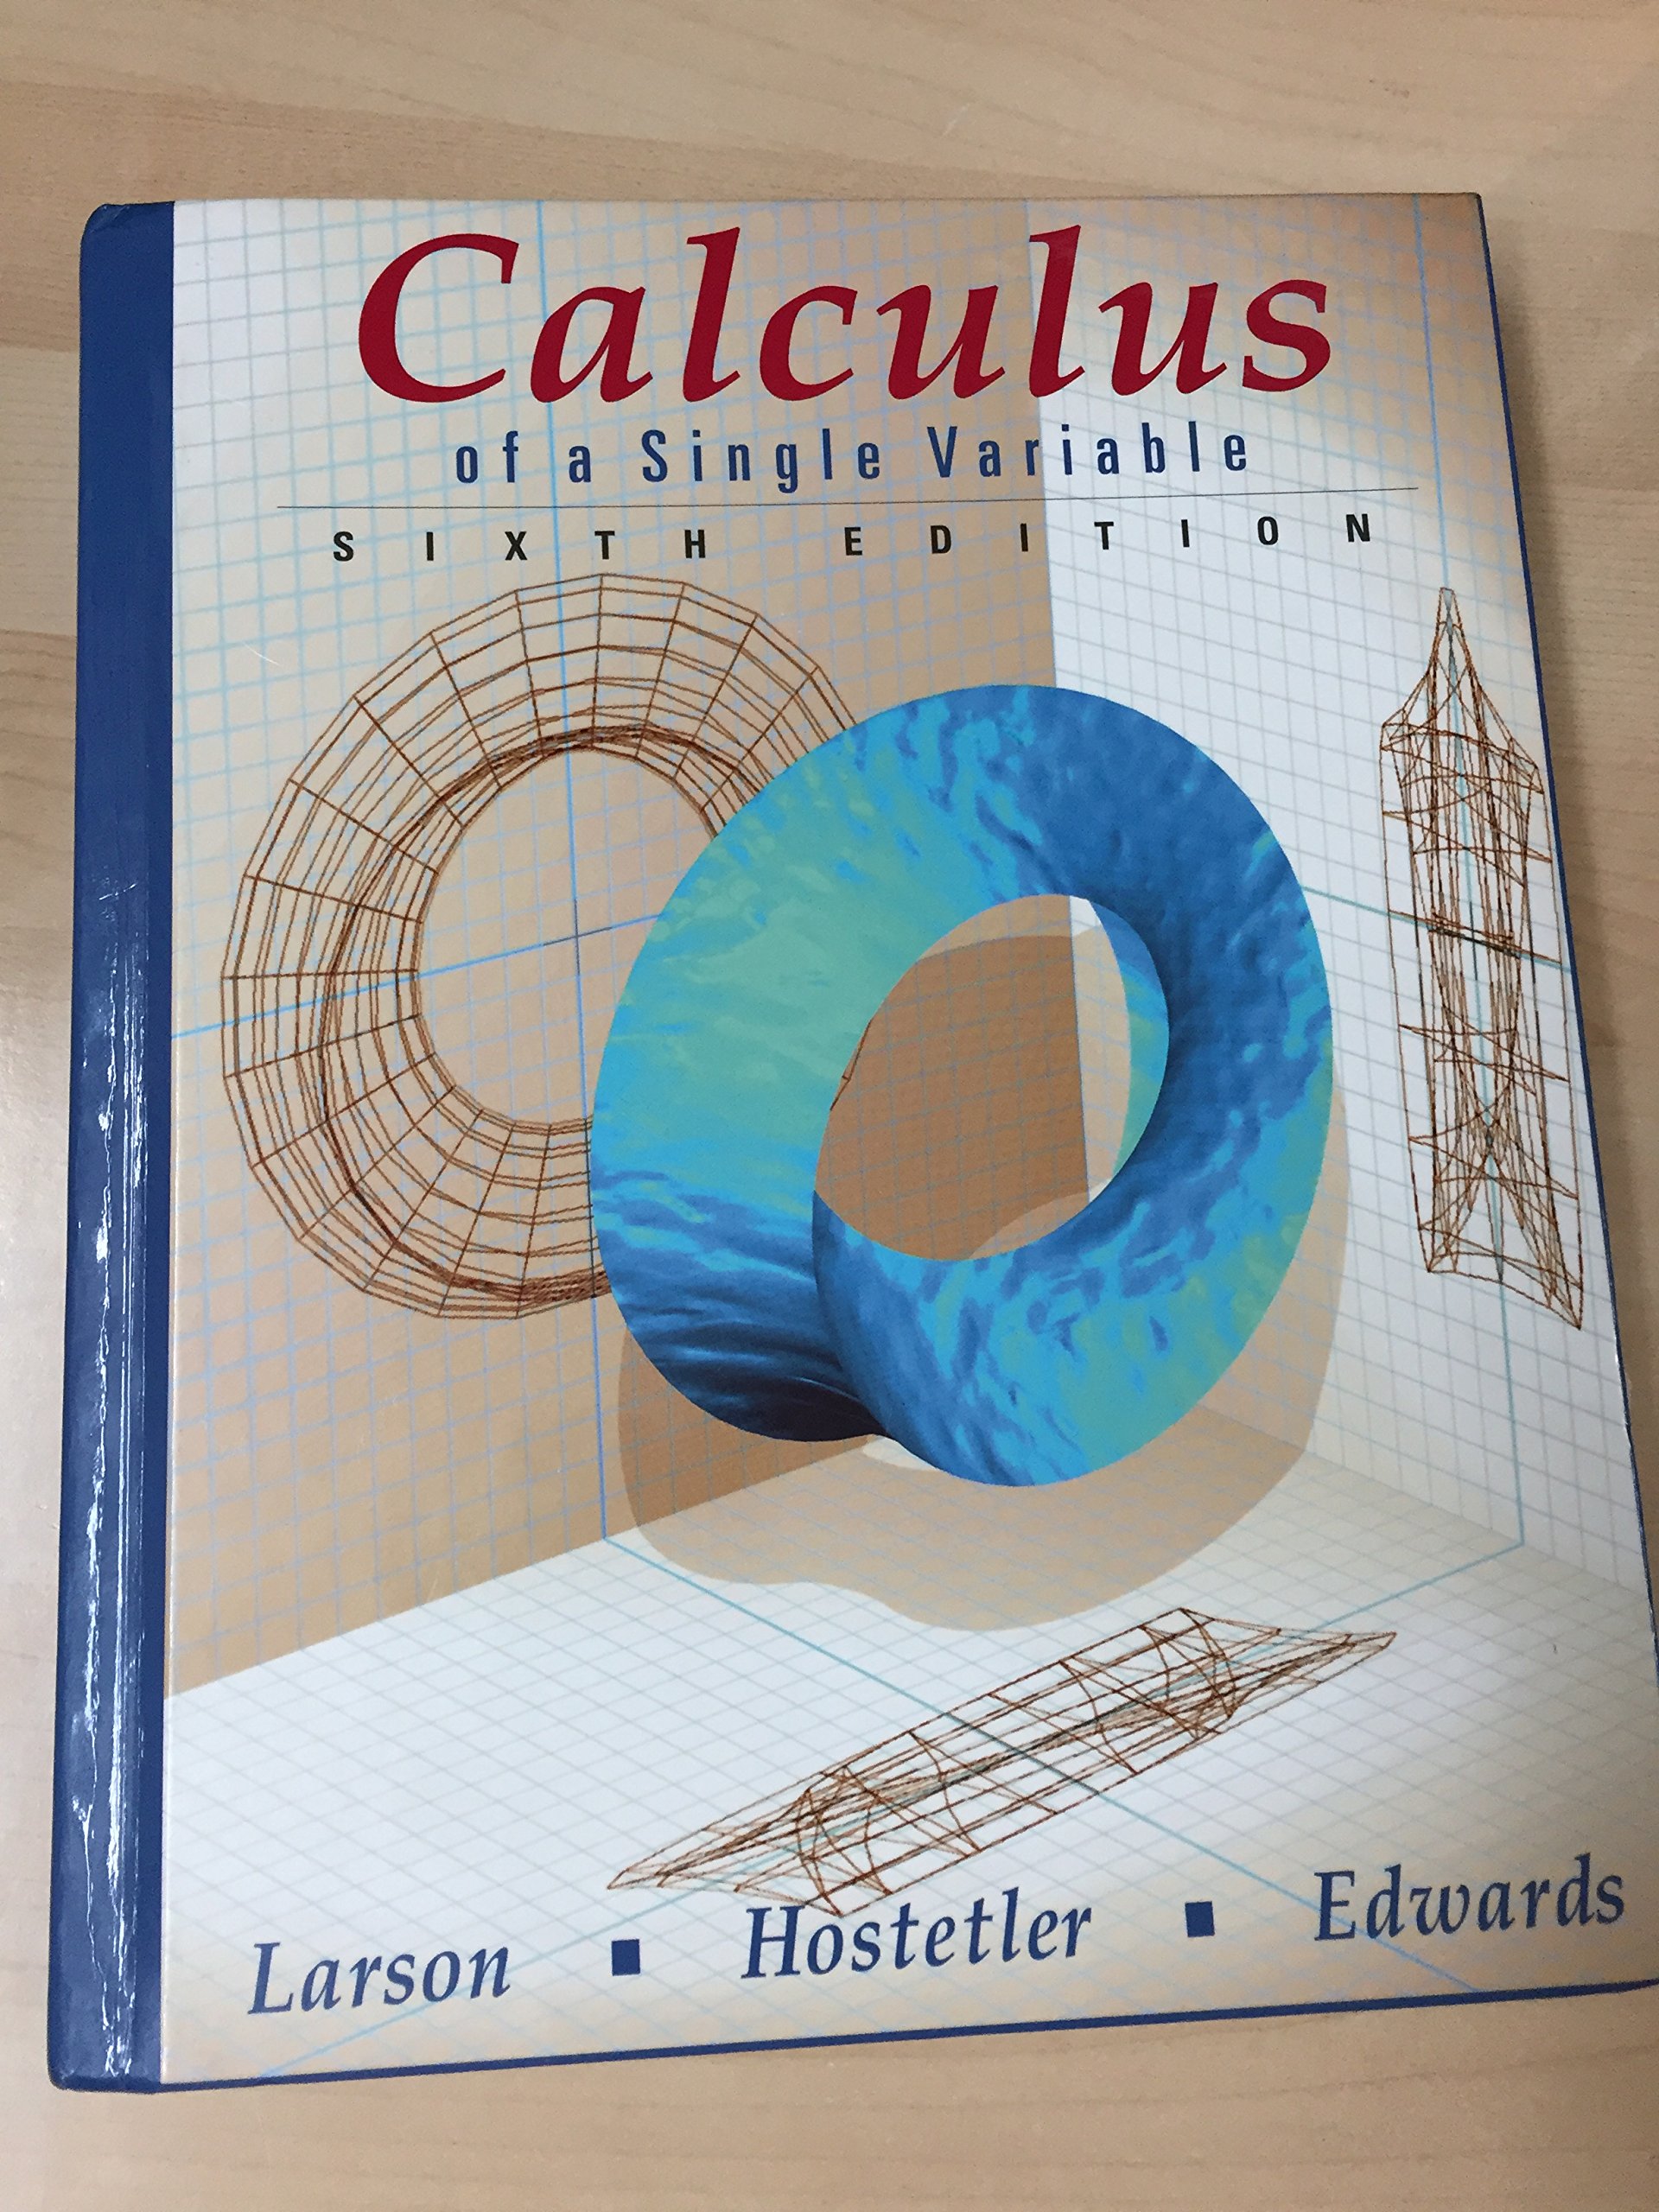 Calculus
of a Single Variable
SIXTH EDITION
Larson ■ Hostetler ■ Edwards